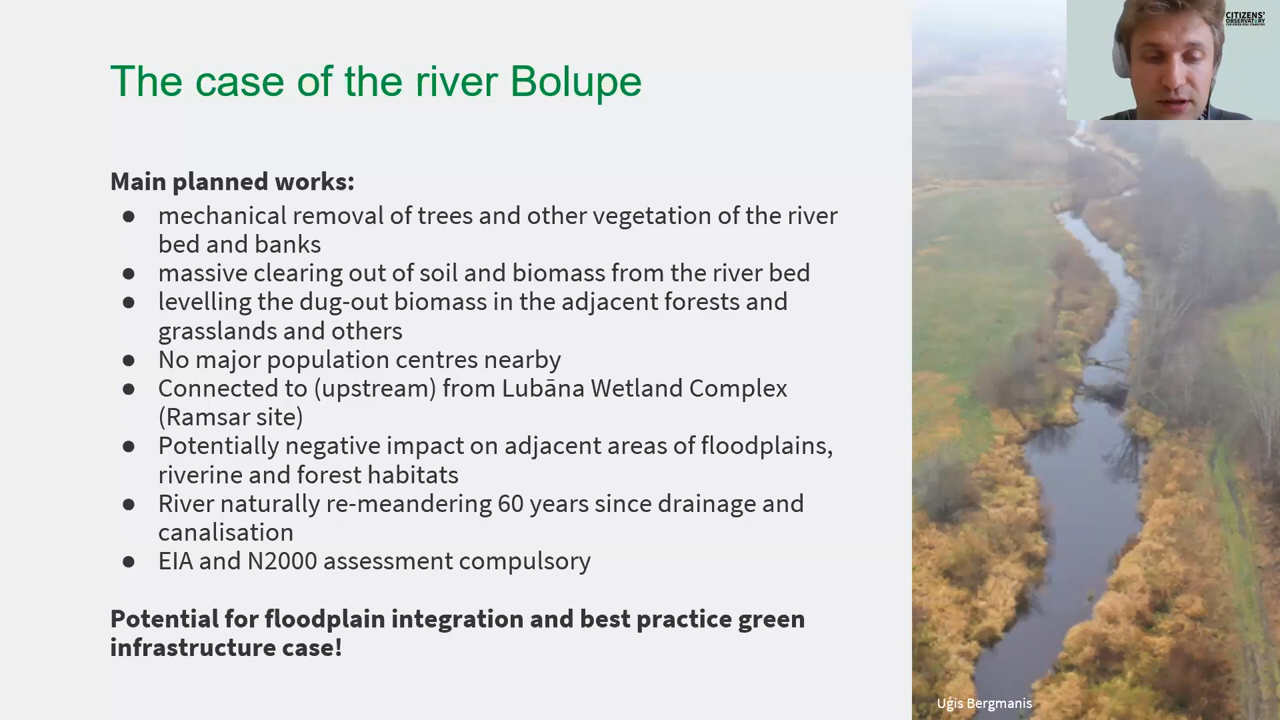 The case of the river Bolupe
CITIZENS'
OBSERVATORY
Main planned works:
● mechanical removal of trees and other vegetation of the river
bed and banks
● massive clearing out of soil and biomass from the river bed
● levelling the dug-out biomass in the adjacent forests and
grasslands and others
● No major population centres nearby
● Connected to (upstream) from Lubāna Wetland Complex
(Ramsar site)
● Potentially negative impact on adjacent areas of floodplains,
riverine and forest habitats
● River naturally re-meandering 60 years since drainage and
canalisation
● EIA and N2000 assessment compulsory
Potential for floodplain integration and best practice green
infrastructure case!
Uģis Bergmanis